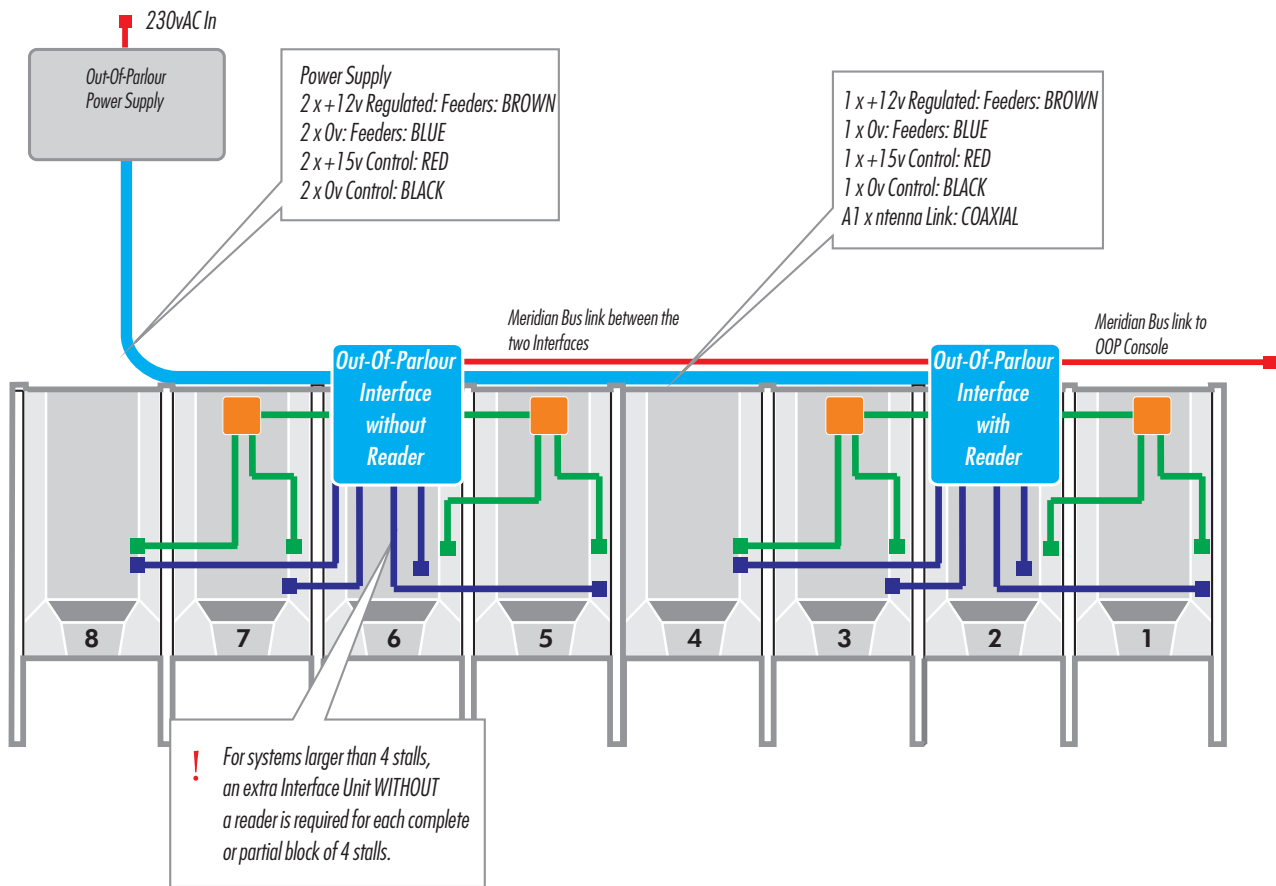 230vAC In
Out-Of-Parlour
Power Supply
Power Supply
2 x +12v Regulated: Feeders: BROWN
2 x 0v: Feeders: BLUE
2 x +15v Control: RED
2 x 0v Control: BLACK
1 x +12v Regulated: Feeders: BROWN
1 x 0v: Feeders: BLUE
1 x +15v Control: RED
1 x 0v Control: BLACK
A1 x ntenna Link: COAXIAL
Meridian Bus link between the
two Interfaces
Meridian Bus link to
OOP Console
Out-Of-Parlour
Interface
without
Reader
Out-Of-Parlour
Interface
with
Reader
8 7 6 5 4 3 2 1
! For systems larger than 4 stalls,
an extra Interface Unit WITHOUT
a reader is required for each complete
or partial block of 4 stalls.